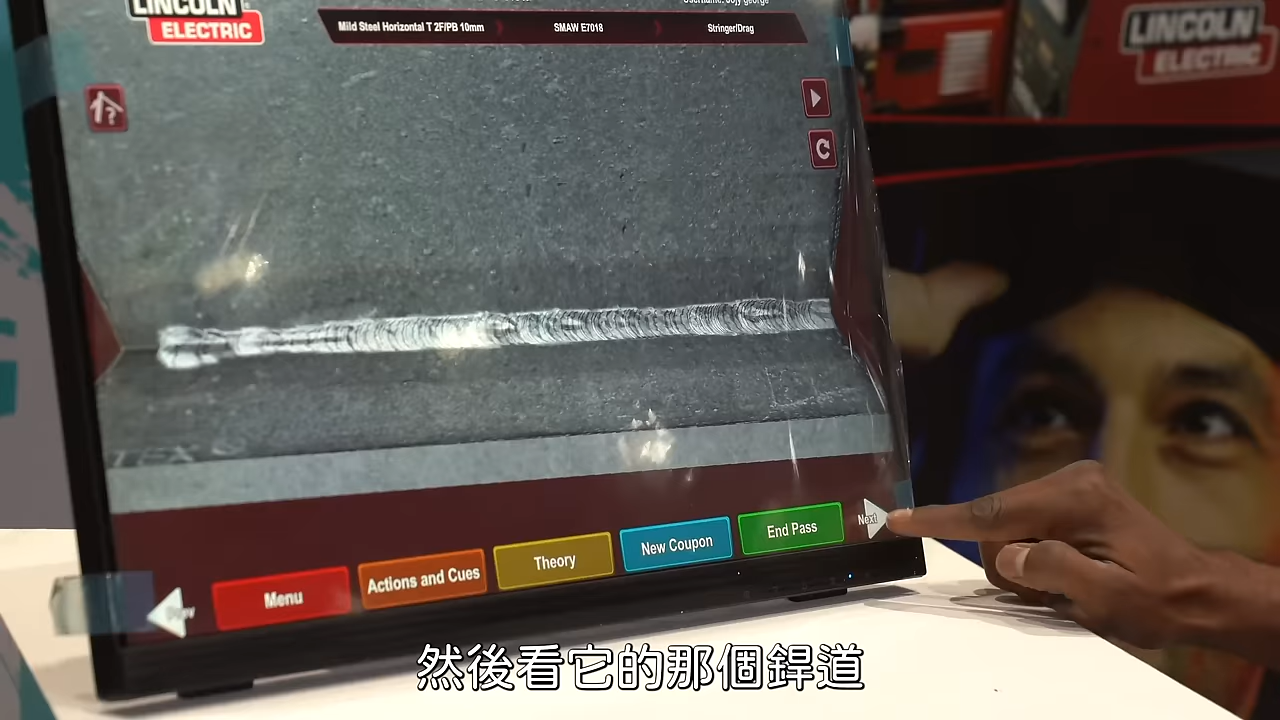 LINCOLN
ELECTRIC
Mild Steel Horizontal T 2F/PB 10mm
SMAW E7018
Stringer/Drag
LINCOLN
ELECTRIC
Next
End Pass
New Coupon
Theory
Actions and Cues
Menu
然後看它的那個銲道